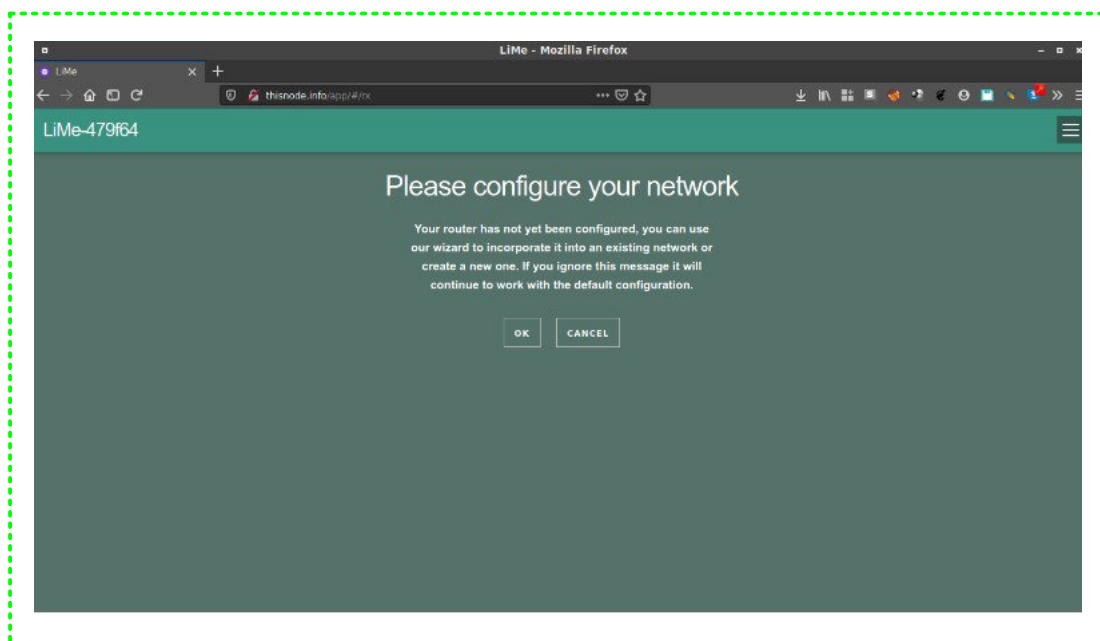 LiMe - Mozilla Firefox
LiMe
thisnode.info/app/#/rx
LiMe-479f64
Please configure your network
Your router has not yet been configured, you can use
our wizard to incorporate it into an existing network or
create a new one. If you ignore this message it will
continue to work with the default configuration.
OK CANCEL